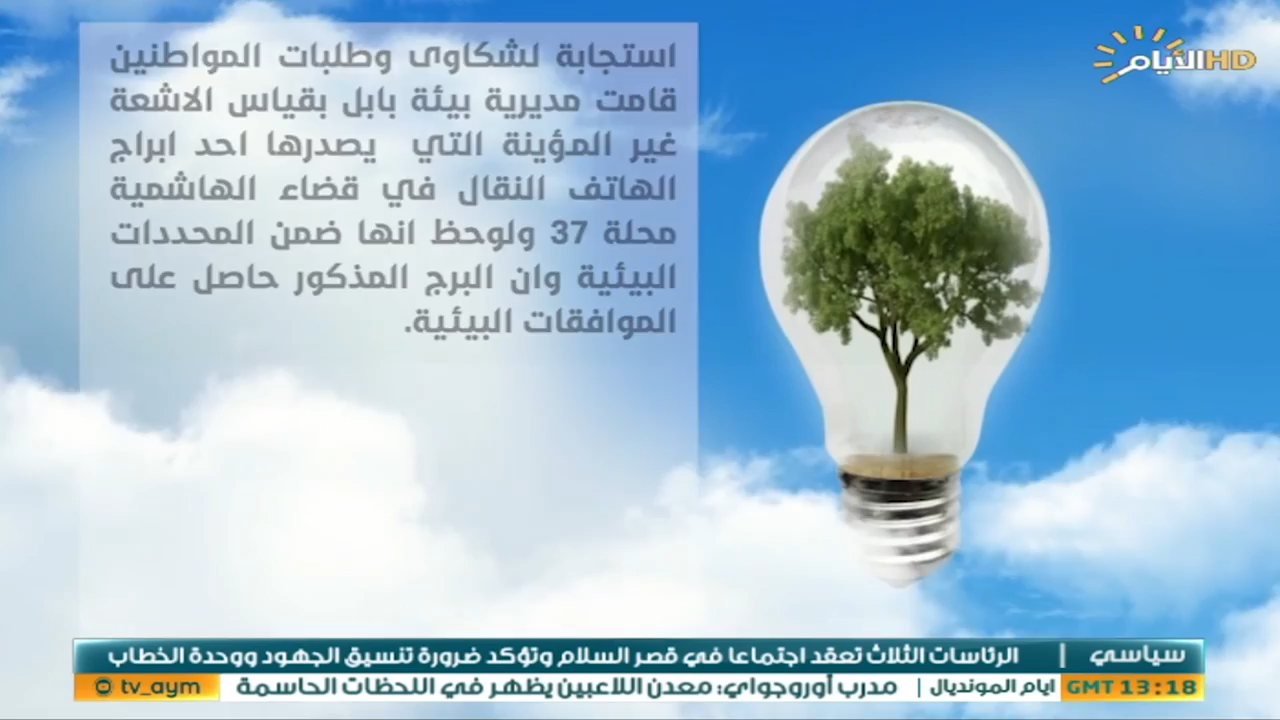 الأيام HD
استجابة لشكاوى وطلبات المواطنين
قامت مديرية بيئة بابل بقياس الاشعة
غير المؤينة التي يصدرها احد ابراج
الهاتف النقال في قضاء الهاشمية
محلة 37 ولوحظ انها ضمن المحددات
البيئية وان البرج المذكور حاصل على
الموافقات البيئية.
سياسي | الرئاسات الثلاث تعقد اجتماعا في قصر السلام وتؤكد ضرورة تنسيق الجهود ووحدة الخطاب
GMT 13:18 ايام المونديال | مدرب أوروجواي: معدن اللاعبين يظهر في اللحظات الحاسمة tv_aym